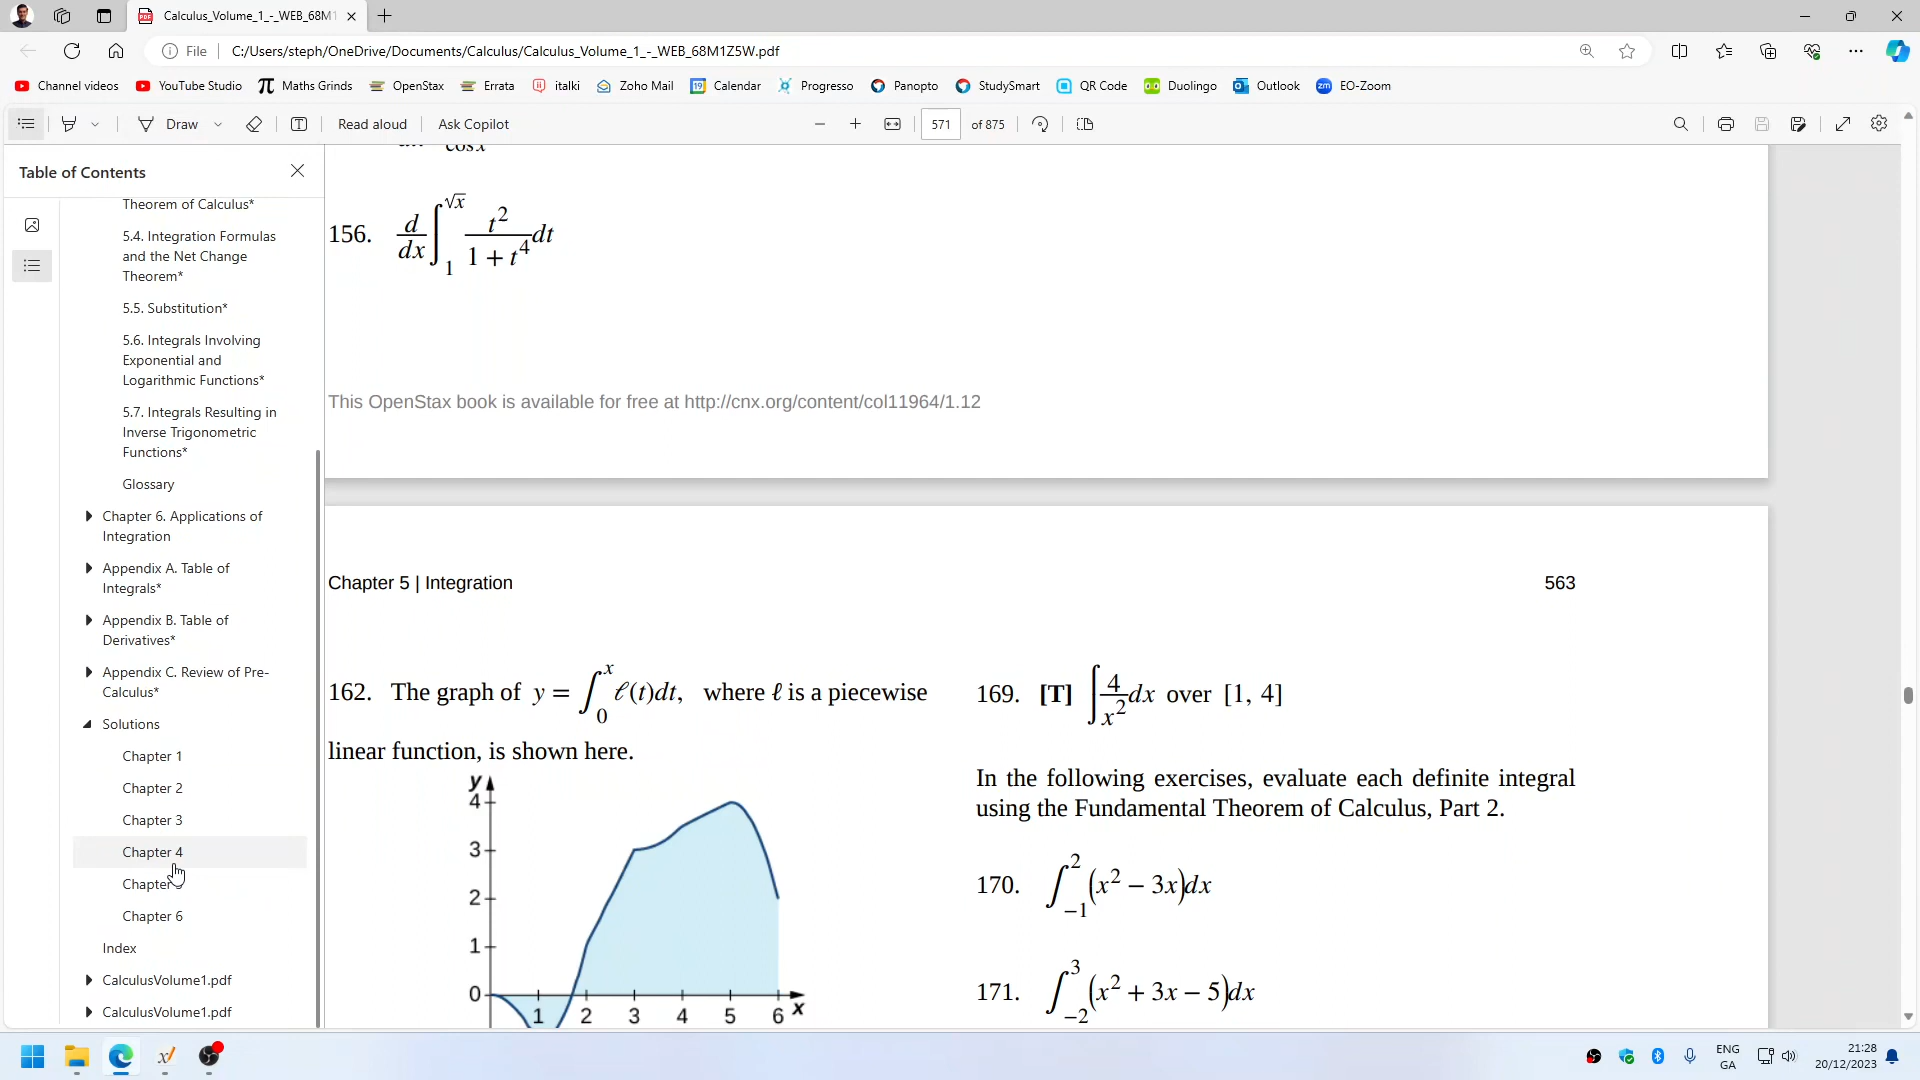 Calculus_Volume_1_-_WEB_68M1
File C:/Users/steph/OneDrive/Documents/Calculus/Calculus_Volume_1_-_WEB_68M1Z5W.pdf
Channel videos YouTube Studio Maths Grinds OpenStax Errata italki Zoho Mail Calendar Progresso Panopto StudySmart QR Code Duolingo Outlook EO-Zoom
Draw Read aloud Ask Copilot 571 of 875
Table of Contents
Theorem of Calculus*
5.4. Integration Formulas
and the Net Change
Theorem*
5.5. Substitution*
5.6. Integrals Involving
Exponential and
Logarithmic Functions*
5.7. Integrals Resulting in
Inverse Trigonometric
Functions*
Glossary
Chapter 6. Applications of
Integration
Appendix A. Table of
Integrals*
Appendix B. Table of
Derivatives*
Appendix C. Review of Pre-
Calculus*
Solutions
Chapter 1
Chapter 2
Chapter 3
Chapter 4
Chapter
Chapter 6
Index
CalculusVolume1.pdf
CalculusVolume1.pdf
156. d/dx ∫_1^√x t²/(1 + t⁴) dt
This OpenStax book is available for free at http://cnx.org/content/col11964/1.12
Chapter 5 | Integration 563
162. The graph of y = ∫_0^x ℓ(t)dt, where ℓ is a piecewise
linear function, is shown here.
y
4
3
2
1
0
1 2 3 4 5 6 x
169. [T] ∫ 4/x² dx over [1, 4]
In the following exercises, evaluate each definite integral
using the Fundamental Theorem of Calculus, Part 2.
170. ∫_−1^2 (x² − 3x)dx
171. ∫_−2^3 (x² + 3x − 5)dx
ENG
GA
21:28
20/12/2023